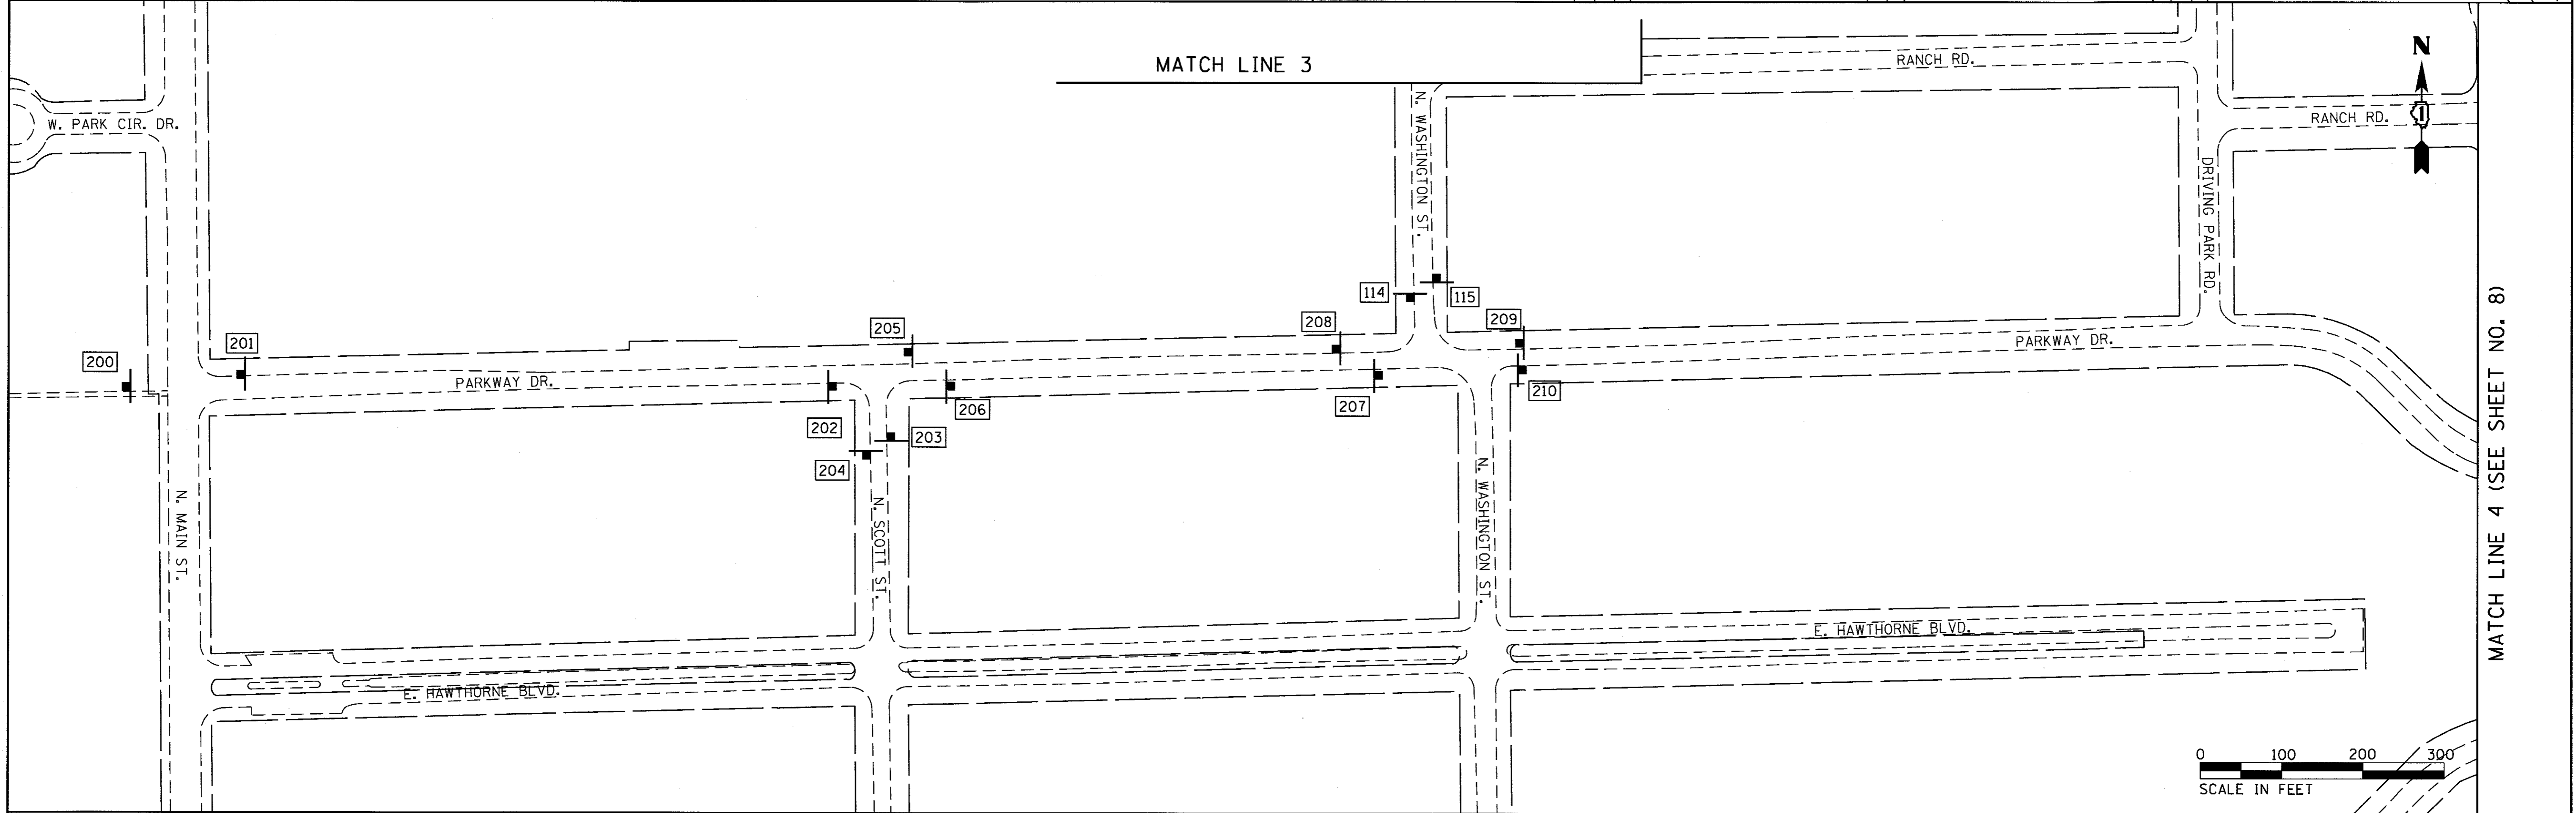 MATCH LINE 3
RANCH RD.
N
W. PARK CIR. DR.
N. WASHINGTON ST.
RANCH RD.
1
DRIVING PARK RD.
114
115
205
208
209
201
200
PARKWAY DR.
PARKWAY DR.
210
207
206
202
203
204
N. MAIN ST.
N. SCOTT ST.
N. WASHINGTON ST.
MATCH LINE 4 (SEE SHEET NO. 8)
E. HAWTHORNE BLVD.
E. HAWTHORNE BLVD.
0 100 200 300
SCALE IN FEET